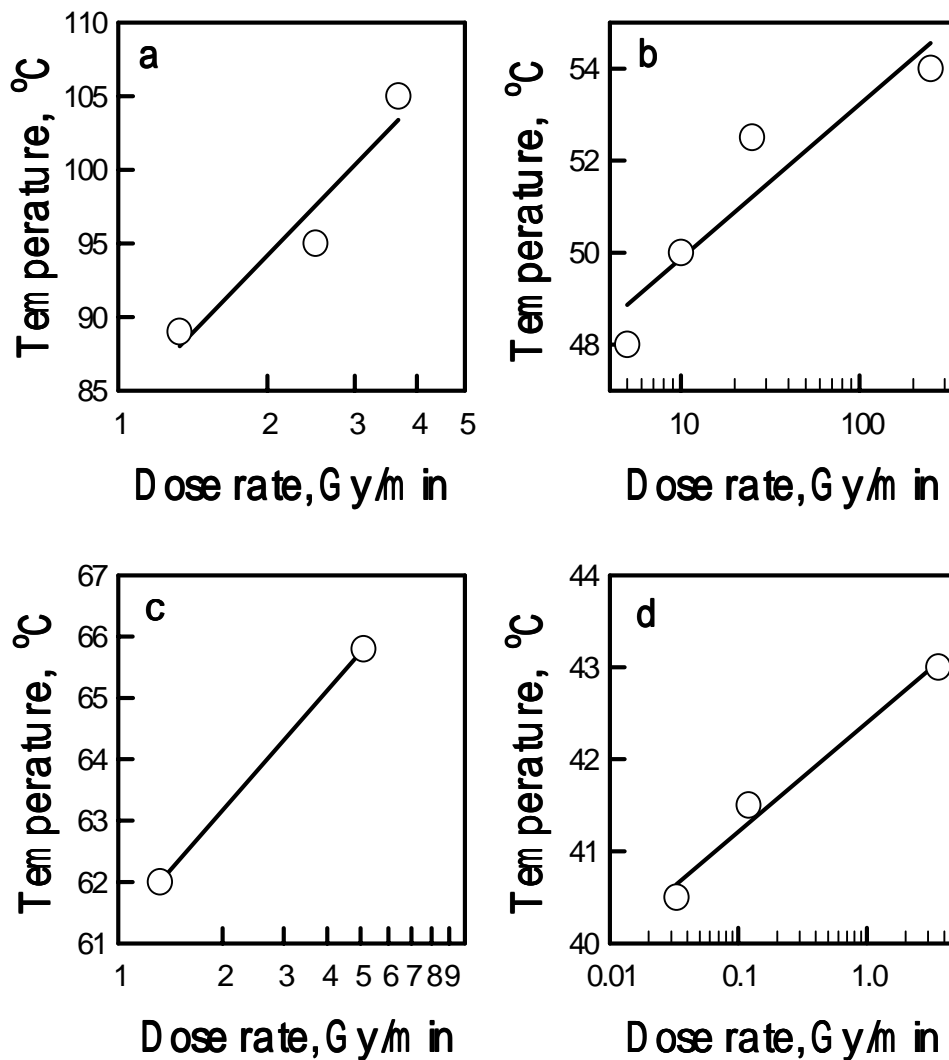 a
Temperature, °C
110
105
100
95
90
85
1 2 3 4 5
Dose rate, Gy/min
b
Temperature, °C
54
52
50
48
10 100
Dose rate, Gy/min
c
Temperature, °C
67
66
65
64
63
62
61
1 2 3 4 5 6 7 8 9
Dose rate, Gy/min
d
Temperature, °C
44
43
42
41
40
0.01 0.1 1.0
Dose rate, Gy/min